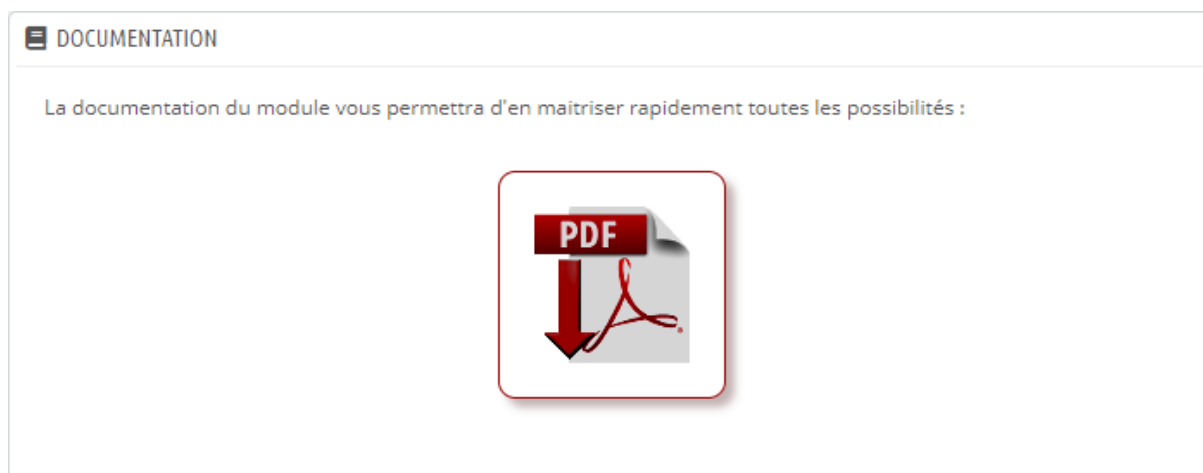 DOCUMENTATION
La documentation du module vous permettra d'en maitriser rapidement toutes les possibilités :
PDF